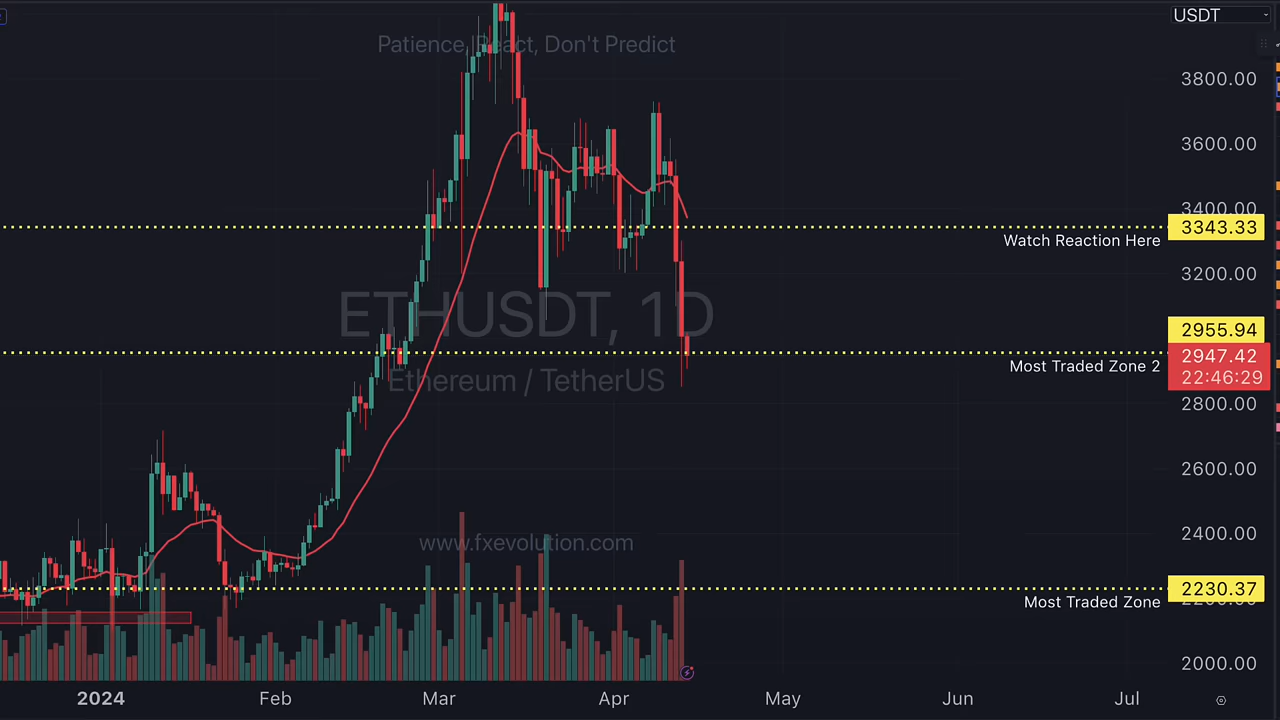 USDT
Patience, React, Don't Predict
3800.00
3600.00
3400.00
3343.33
Watch Reaction Here
3200.00
ETHUSDT, 1D
2955.94
2947.42
Most Traded Zone 2
22:46:29
Ethereum / TetherUS
2800.00
2600.00
2400.00
www.fxevolution.com
2230.37
Most Traded Zone
2000.00
2024 Feb Mar Apr May Jun Jul